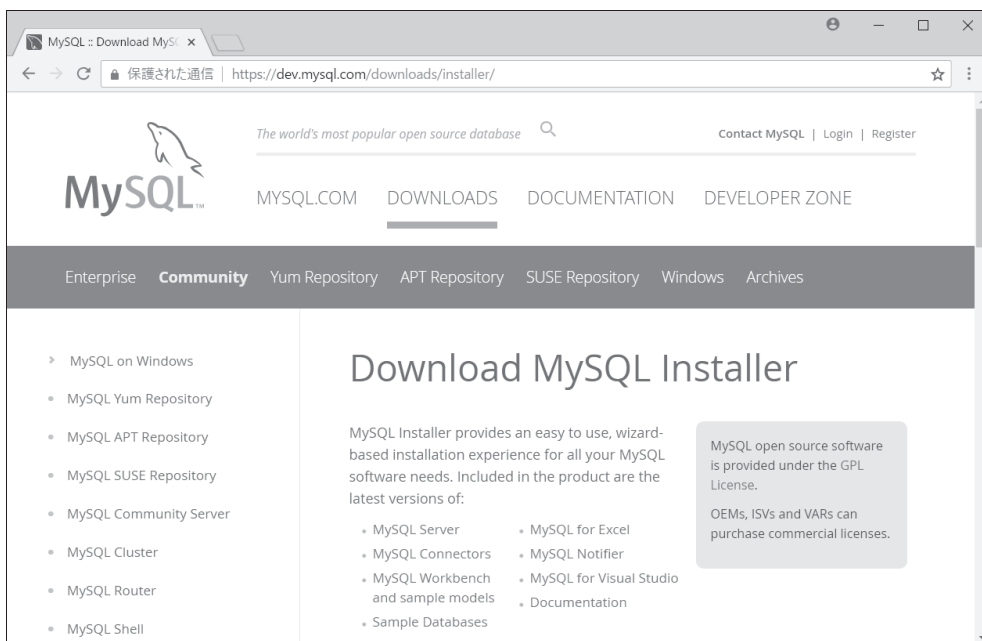 MySQL :: Download MySC
保護された通信 | https://dev.mysql.com/downloads/installer/
The world's most popular open source database
Contact MySQL | Login | Register
MySQL™
MYSQL.COM DOWNLOADS DOCUMENTATION DEVELOPER ZONE
Enterprise Community Yum Repository APT Repository SUSE Repository Windows Archives
MySQL on Windows
MySQL Yum Repository
MySQL APT Repository
MySQL SUSE Repository
MySQL Community Server
MySQL Cluster
MySQL Router
MySQL Shell
Download MySQL Installer
MySQL Installer provides an easy to use, wizard-
based installation experience for all your MySQL
software needs. Included in the product are the
latest versions of:
MySQL Server
MySQL Connectors
MySQL Workbench
and sample models
Sample Databases
MySQL for Excel
MySQL Notifier
MySQL for Visual Studio
Documentation
MySQL open source software
is provided under the GPL
License.
OEMs, ISVs and VARs can
purchase commercial licenses.